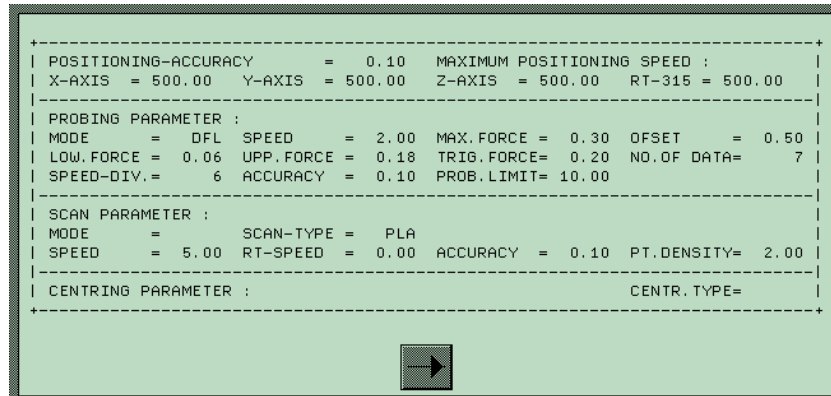 POSITIONING-ACCURACY = 0.10 MAXIMUM POSITIONING SPEED :
X-AXIS = 500.00 Y-AXIS = 500.00 Z-AXIS = 500.00 RT-315 = 500.00
PROBING PARAMETER :
MODE = DFL SPEED = 2.00 MAX.FORCE = 0.30 OFSET = 0.50
LOW.FORCE = 0.06 UPP.FORCE = 0.18 TRIG.FORCE= 0.20 NO.OF DATA= 7
SPEED-DIV.= 6 ACCURACY = 0.10 PROB.LIMIT= 10.00
SCAN PARAMETER :
MODE = SCAN-TYPE = PLA
SPEED = 5.00 RT-SPEED = 0.00 ACCURACY = 0.10 PT.DENSITY= 2.00
CENTRING PARAMETER : CENTR.TYPE=